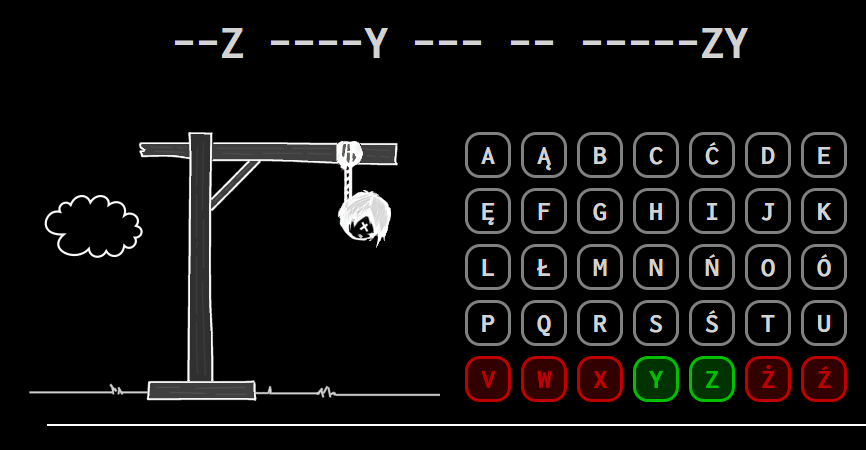 --Z ----Y --- -- -----ZY
A Ą B C Ć D E
Ę F G H I J K
L Ł M N Ń O Ó
P Q R S Ś T U
V W X Y Z Ż Ź